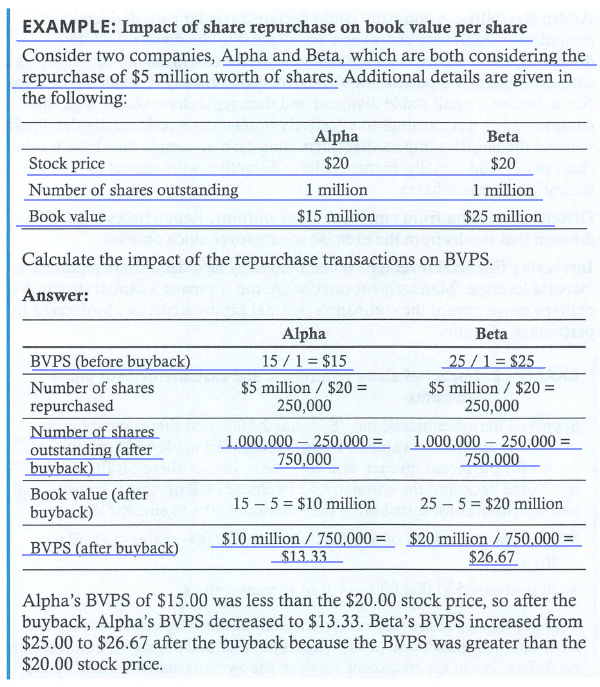 EXAMPLE: Impact of share repurchase on book value per share
Consider two companies, Alpha and Beta, which are both considering the
repurchase of $5 million worth of shares. Additional details are given in
the following:
Alpha Beta
Stock price $20 $20
Number of shares outstanding 1 million 1 million
Book value $15 million $25 million
Calculate the impact of the repurchase transactions on BVPS.
Answer:
Alpha Beta
BVPS (before buyback) 15 / 1 = $15 25 / 1 = $25
Number of shares $5 million / $20 = $5 million / $20 =
repurchased 250,000 250,000
Number of shares
outstanding (after 1,000,000 – 250,000 = 1,000,000 – 250,000 =
buyback) 750,000 750,000
Book value (after
buyback) 15 – 5 = $10 million 25 – 5 = $20 million
BVPS (after buyback) $10 million / 750,000 = $20 million / 750,000 =
$13.33 $26.67
Alpha's BVPS of $15.00 was less than the $20.00 stock price, so after the
buyback, Alpha's BVPS decreased to $13.33. Beta's BVPS increased from
$25.00 to $26.67 after the buyback because the BVPS was greater than the
$20.00 stock price.